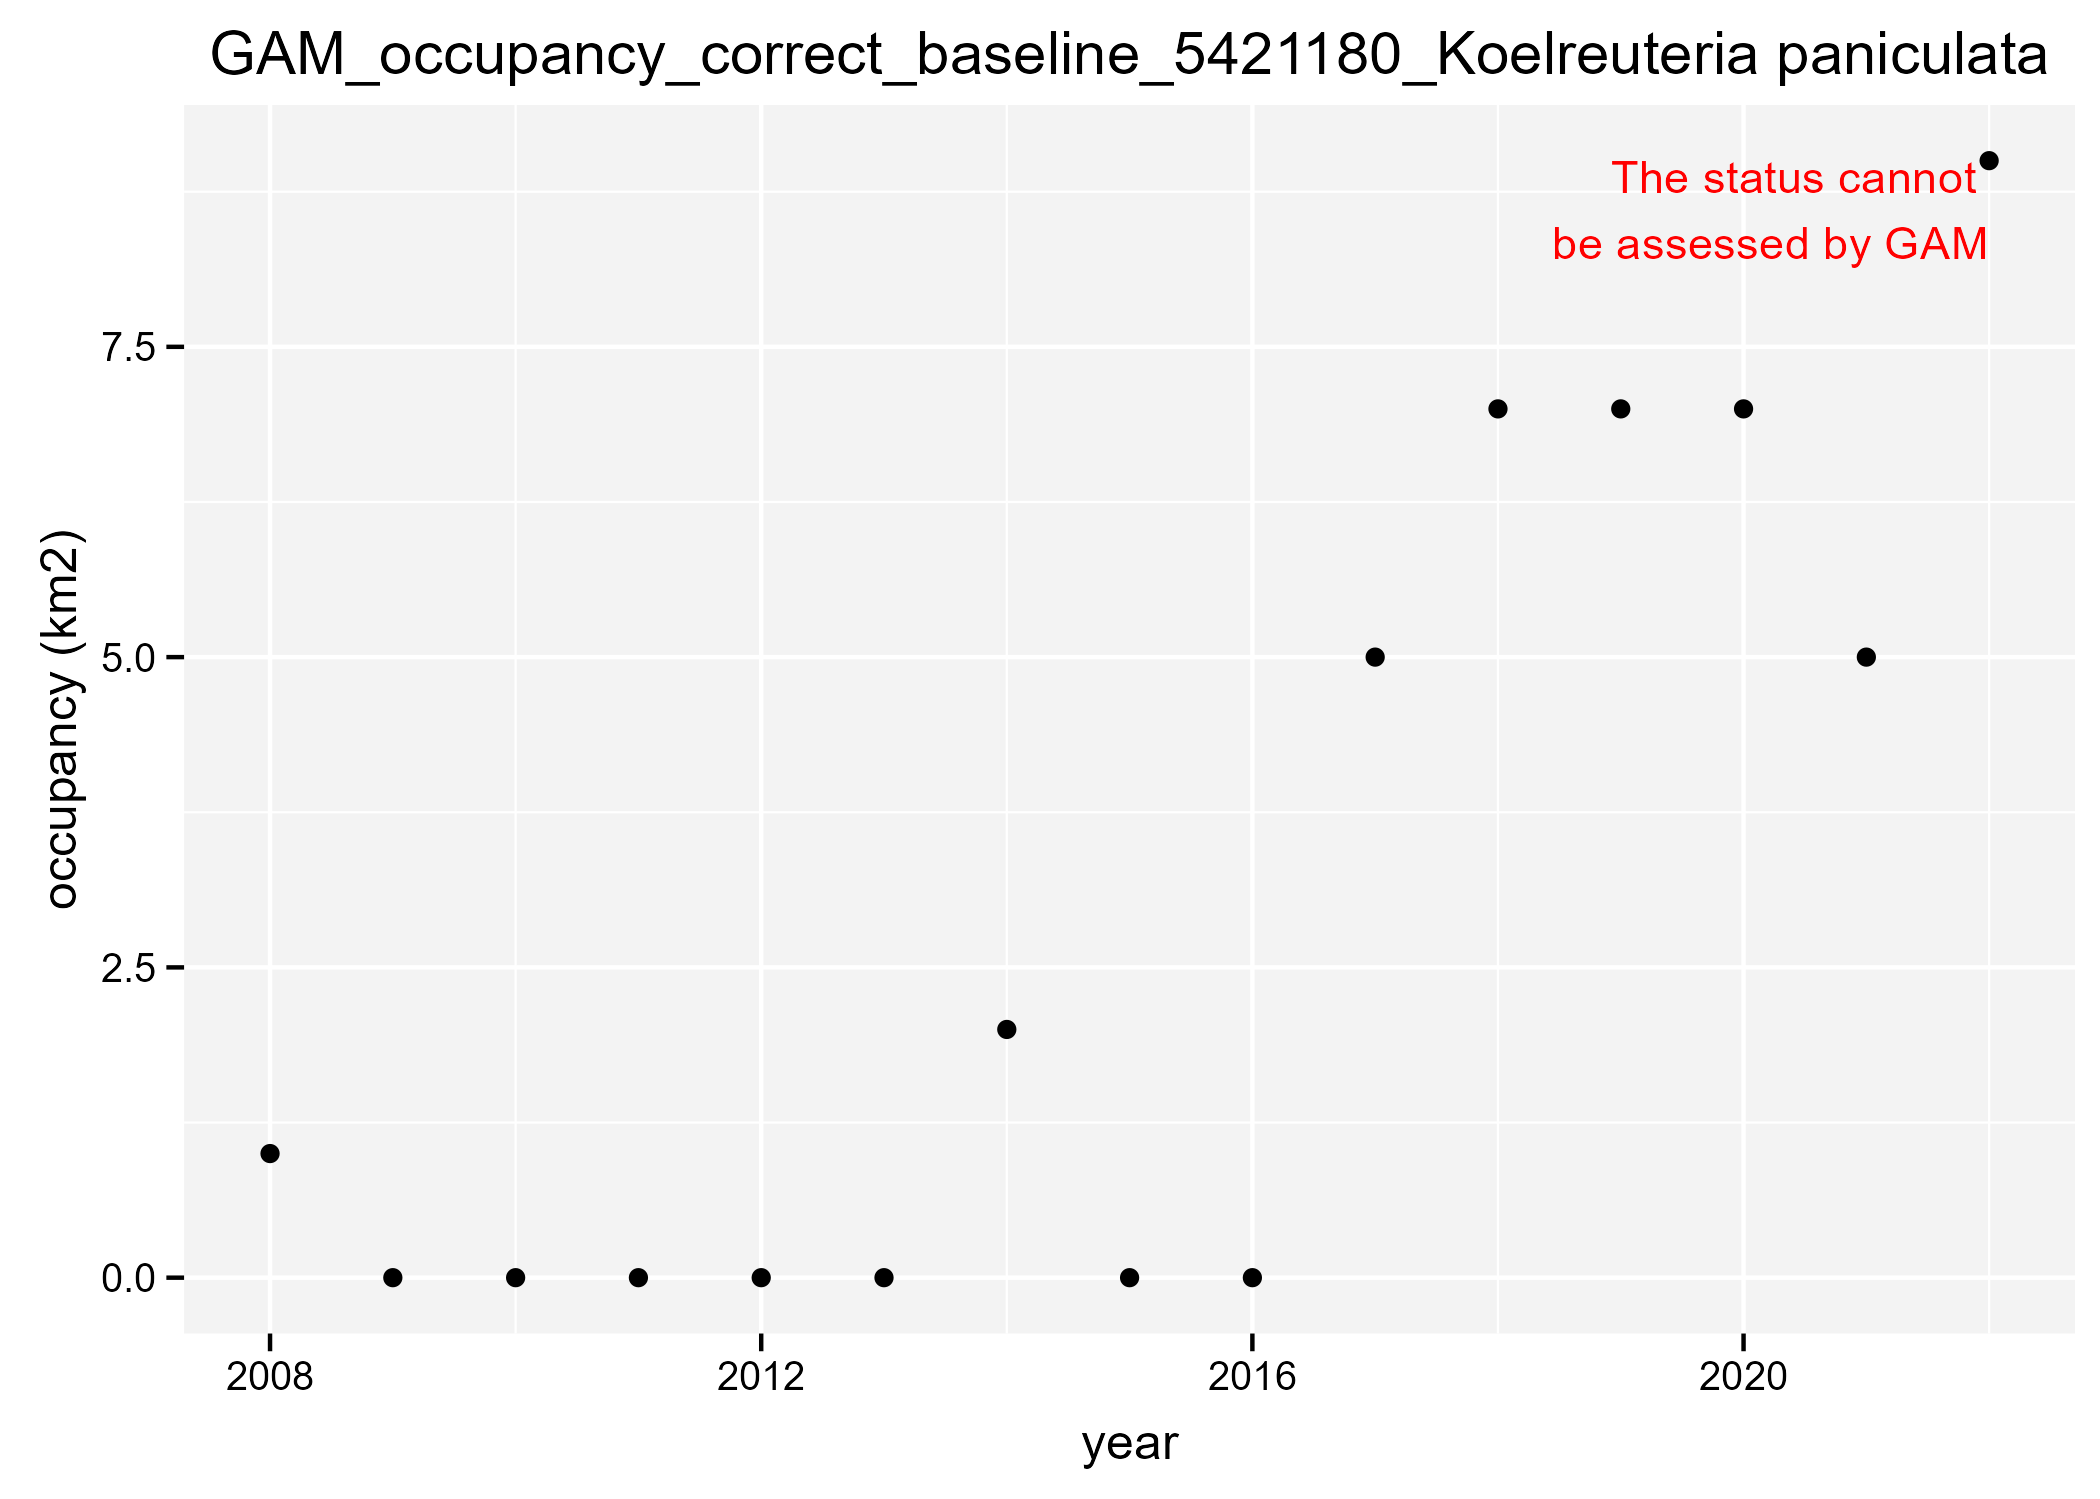 GAM_occupancy_correct_baseline_5421180_Koelreuteria paniculata
The status cannot
be assessed by GAM
7.5
5.0
2.5
0.0
occupancy (km2)
2008 2012 2016 2020
year